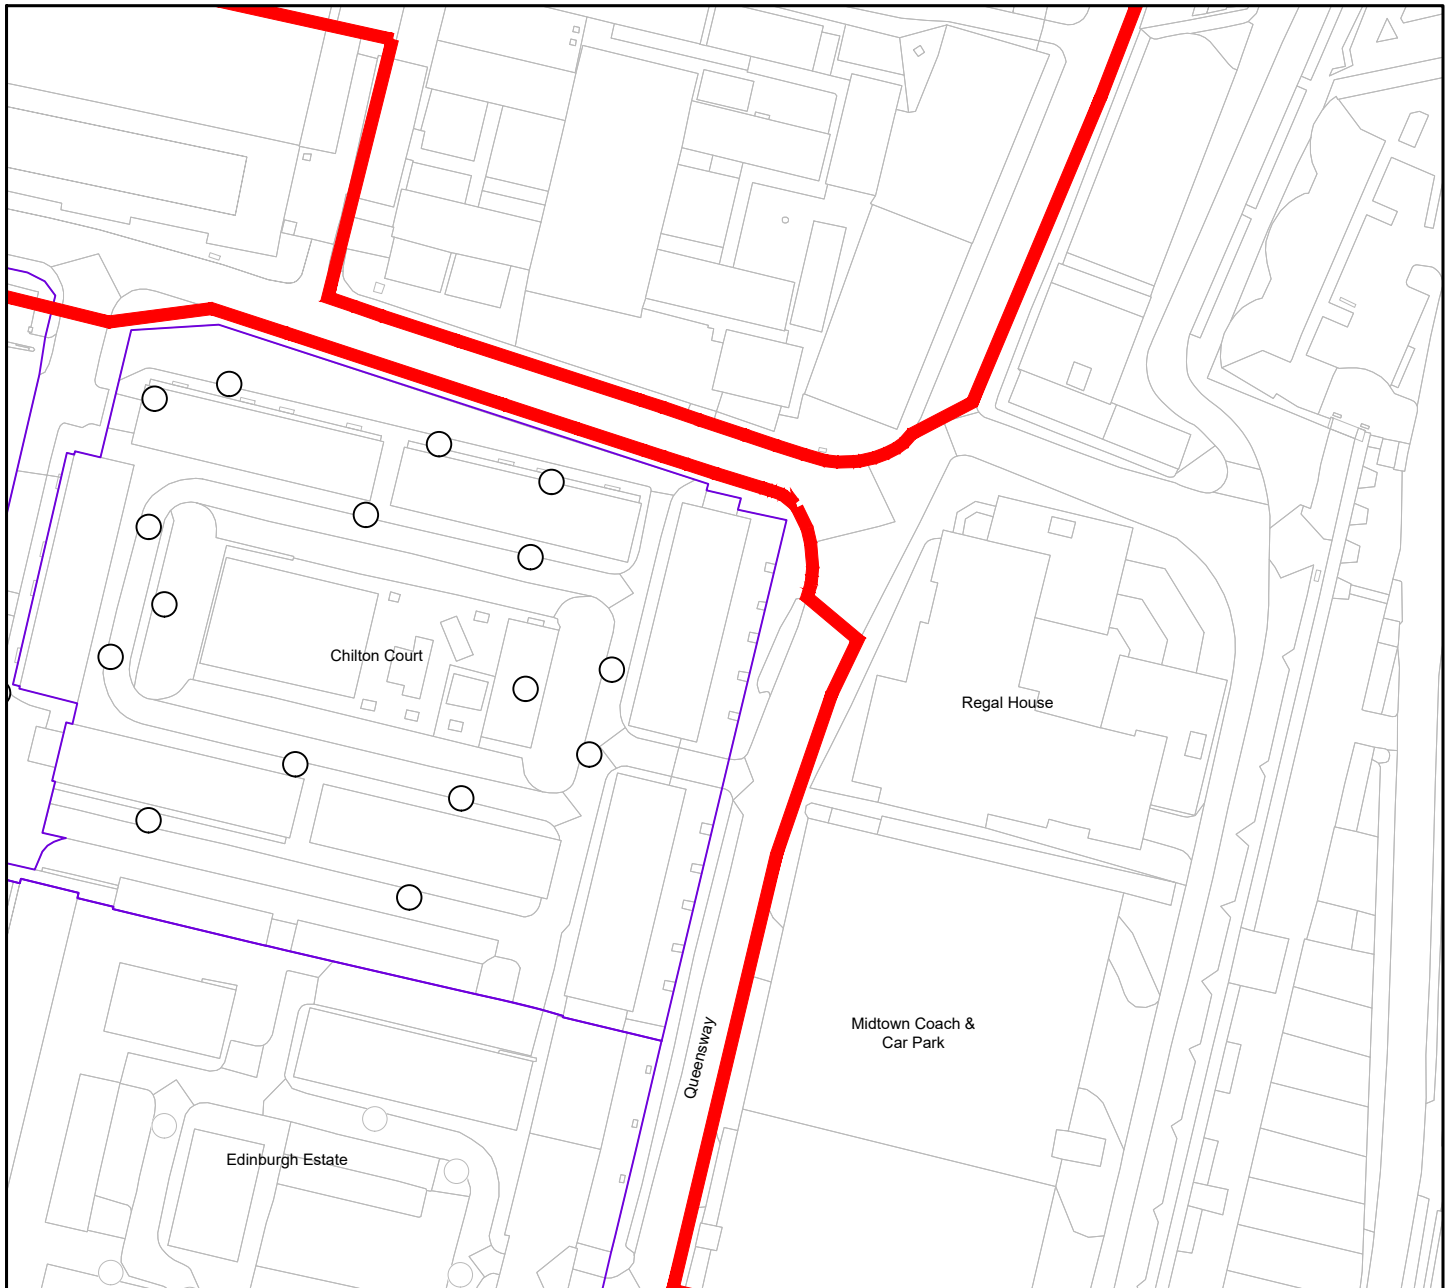 Chilton Court
Regal House
Midtown Coach &
Car Park
Queensway
Edinburgh Estate